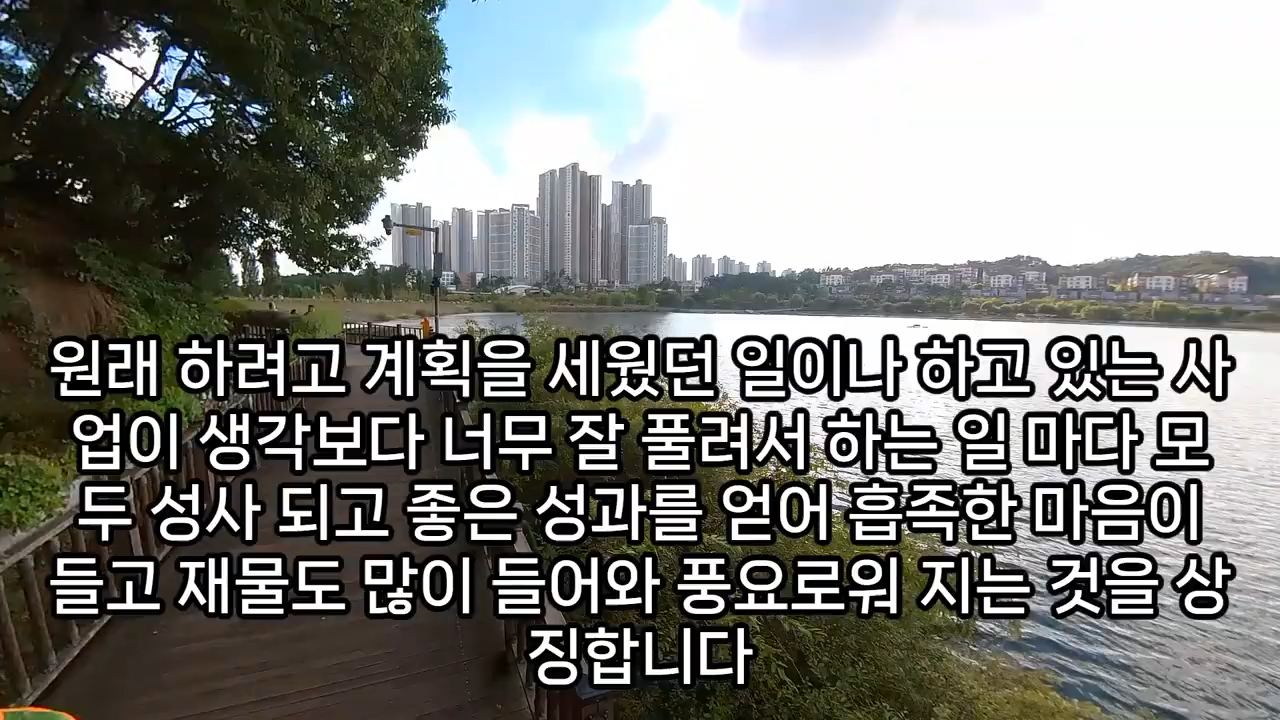 원래 하려고 계획을 세웠던 일이나 하고 있는 사
업이 생각보다 너무 잘 풀려서 하는 일 마다 모
두 성사 되고 좋은 성과를 얻어 흡족한 마음이
들고 재물도 많이 들어와 풍요로워 지는 것을 상
징합니다